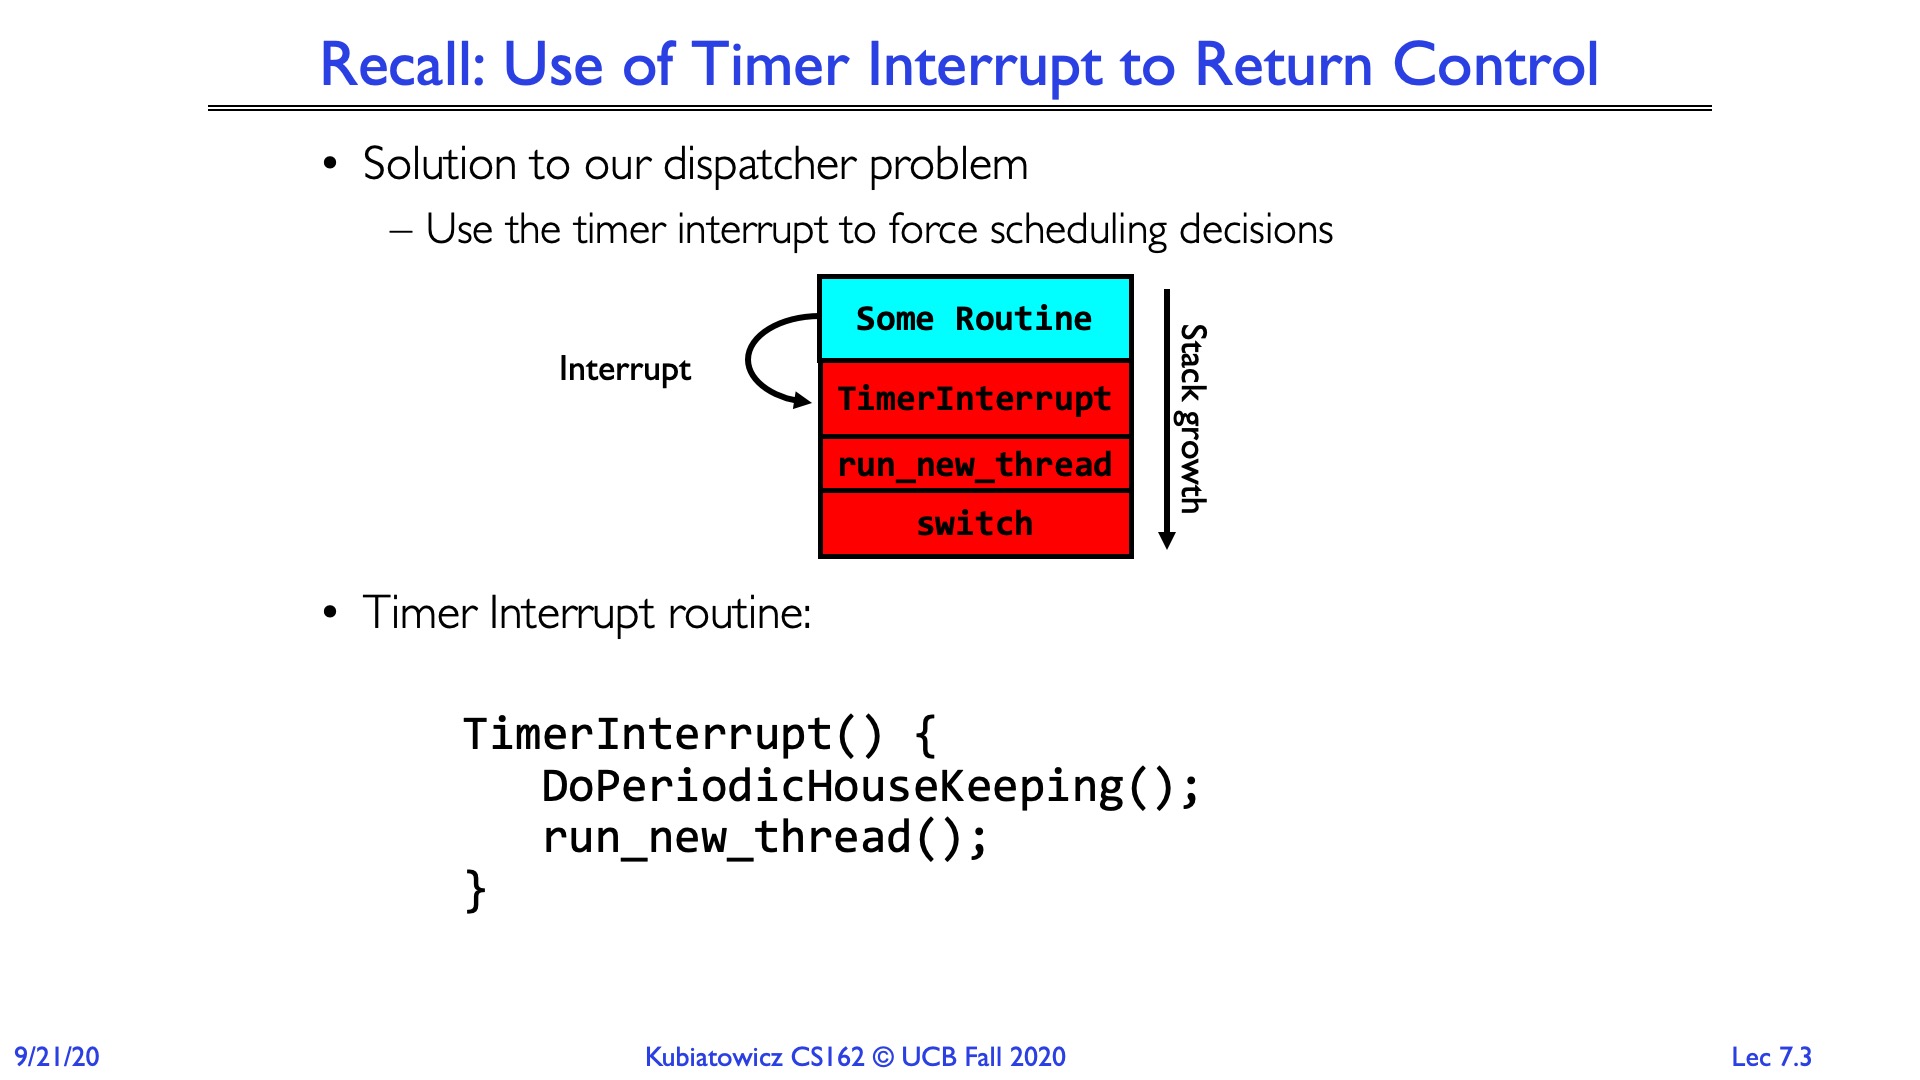 Recall: Use of Timer Interrupt to Return Control
• Solution to our dispatcher problem
– Use the timer interrupt to force scheduling decisions
Some Routine
Interrupt
TimerInterrupt
run_new_thread
switch
Stack growth
• Timer Interrupt routine:
TimerInterrupt() {
DoPeriodicHouseKeeping();
run_new_thread();
}
9/21/20
Kubiatowicz CS162 © UCB Fall 2020
Lec 7.3